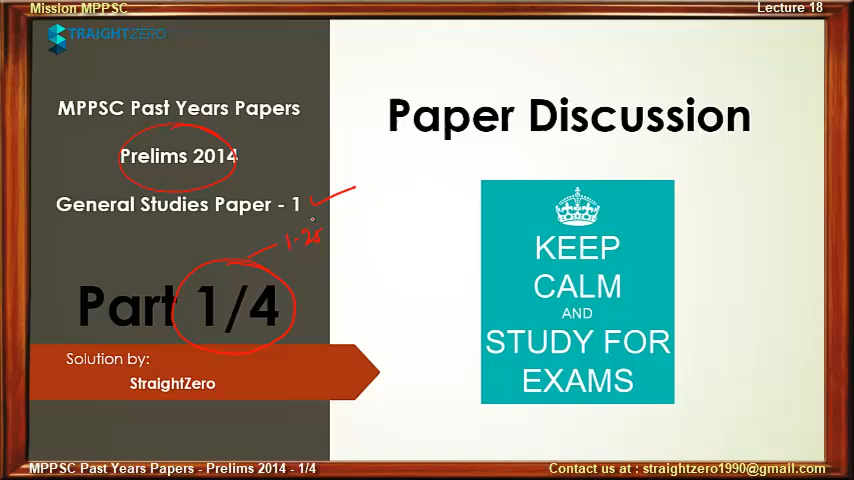 Mission MPPSC
Lecture 18
TRAIGHTZERO
MPPSC Past Years Papers
Prelims 2014
General Studies Paper - 1
1-25
Part 1/4
Solution by:
StraightZero
Paper Discussion
KEEP
CALM
AND
STUDY FOR
EXAMS
MPPSC Past Years Papers - Prelims 2014 - 1/4
Contact us at : straightzero1990@gmail.com